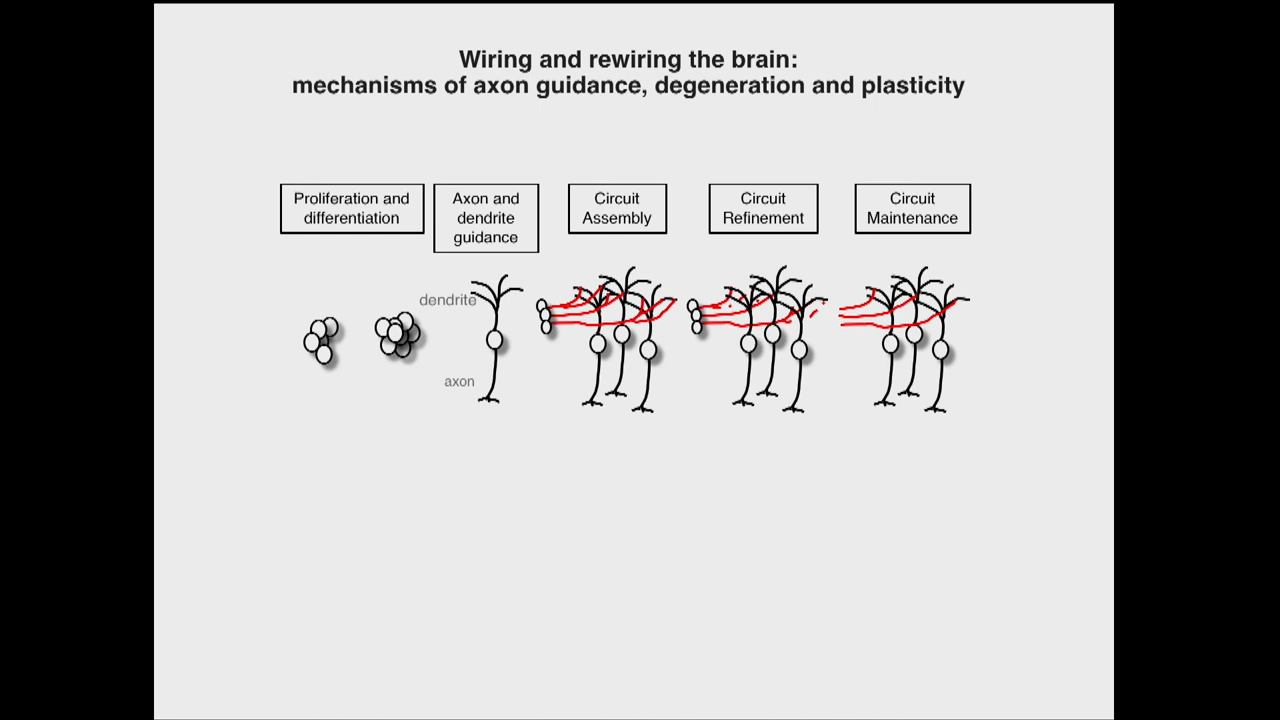 Wiring and rewiring the brain:
mechanisms of axon guidance, degeneration and plasticity
Proliferation and
differentiation
Axon and
dendrite
guidance
Circuit
Assembly
Circuit
Refinement
Circuit
Maintenance
dendrite
axon